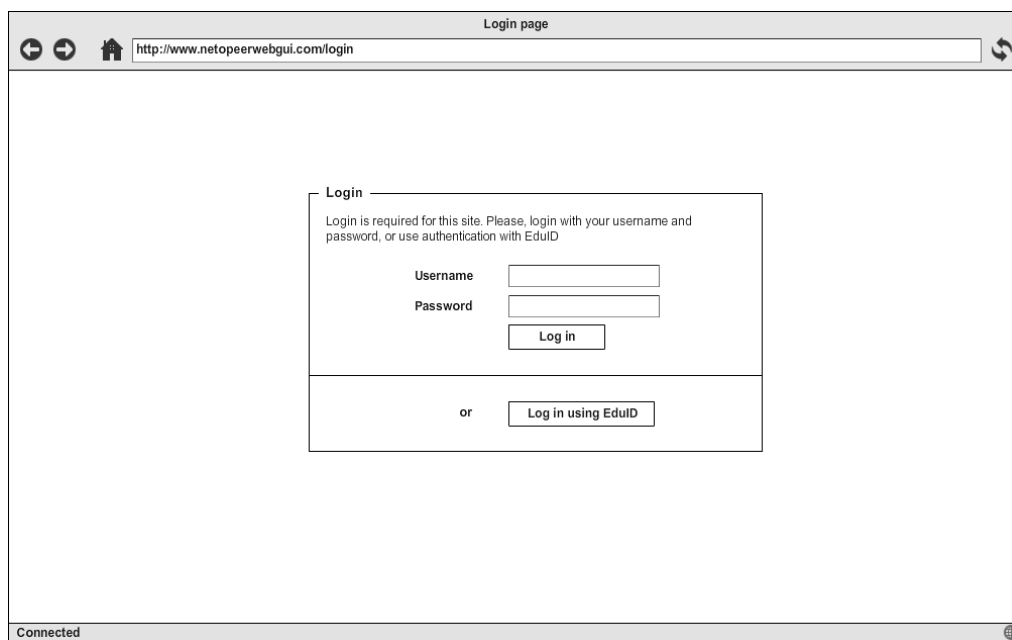 Login page
http://www.netopeerwebgui.com/login
Login
Login is required for this site. Please, login with your username and
password, or use authentication with EduID
Username
Password
Log in
or
Log in using EduID
Connected